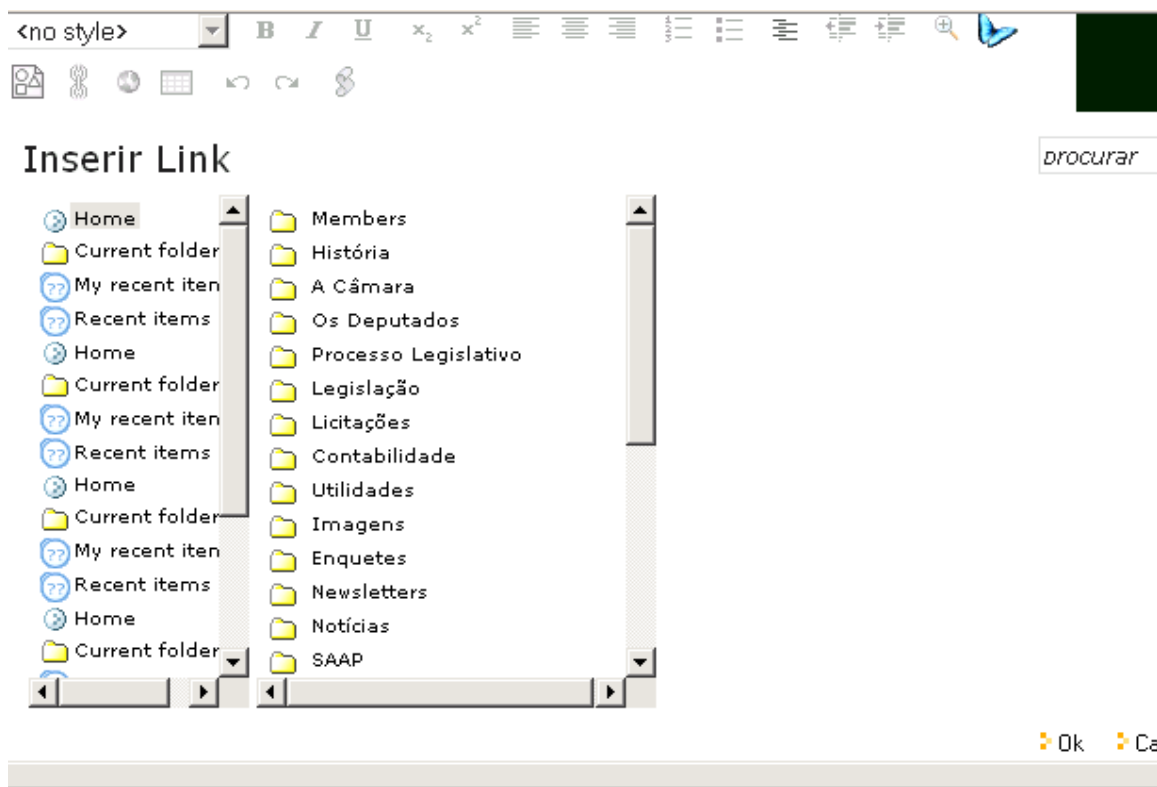 <no style>
B I U x₂ x²
Inserir Link
procurar
Home
Current folder
My recent iten
Recent items
Home
Current folder
My recent iten
Recent items
Home
Current folder
My recent iten
Recent items
Home
Current folder
Members
História
A Câmara
Os Deputados
Processo Legislativo
Legislação
Licitações
Contabilidade
Utilidades
Imagens
Enquetes
Newsletters
Notícias
SAAP
Ok Ca